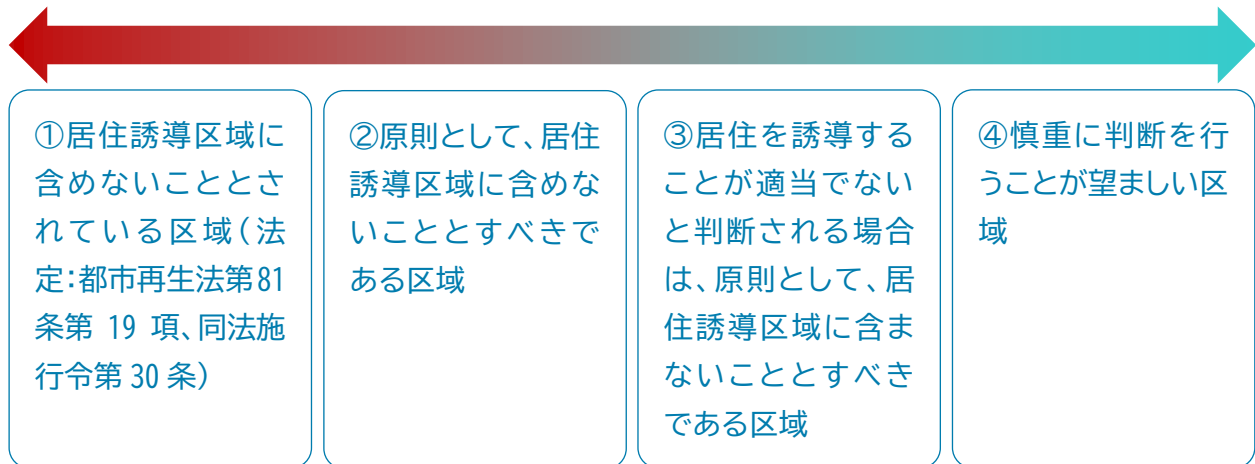 ①居住誘導区域に
含めないこととさ
れている区域(法
定:都市再生法第81
条第 19 項、同法施
行令第 30 条)
②原則として、居住
誘導区域に含めな
いこととすべきで
ある区域
③居住を誘導する
ことが適当でない
と判断される場合
は、原則として、居
住誘導区域に含ま
ないこととすべき
である区域
④慎重に判断を行
うことが望ましい区
域